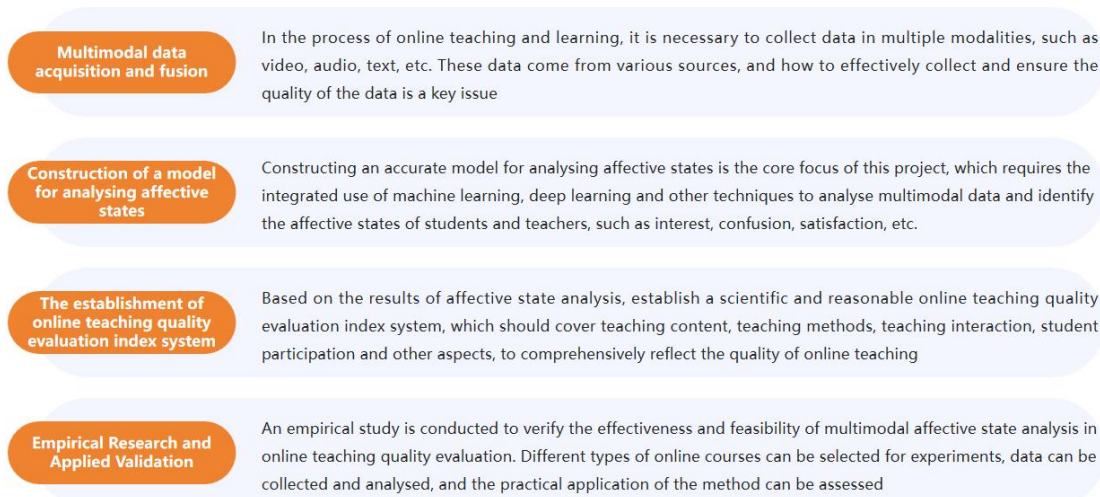 Multimodal data
acquisition and fusion
In the process of online teaching and learning, it is necessary to collect data in multiple modalities, such as
video, audio, text, etc. These data come from various sources, and how to effectively collect and ensure the
quality of the data is a key issue
Construction of a model
for analysing affective
states
Constructing an accurate model for analysing affective states is the core focus of this project, which requires the
integrated use of machine learning, deep learning and other techniques to analyse multimodal data and identify
the affective states of students and teachers, such as interest, confusion, satisfaction, etc.
The establishment of
online teaching quality
evaluation index system
Based on the results of affective state analysis, establish a scientific and reasonable online teaching quality
evaluation index system, which should cover teaching content, teaching methods, teaching interaction, student
participation and other aspects, to comprehensively reflect the quality of online teaching
Empirical Research and
Applied Validation
An empirical study is conducted to verify the effectiveness and feasibility of multimodal affective state analysis in
online teaching quality evaluation. Different types of online courses can be selected for experiments, data can be
collected and analysed, and the practical application of the method can be assessed